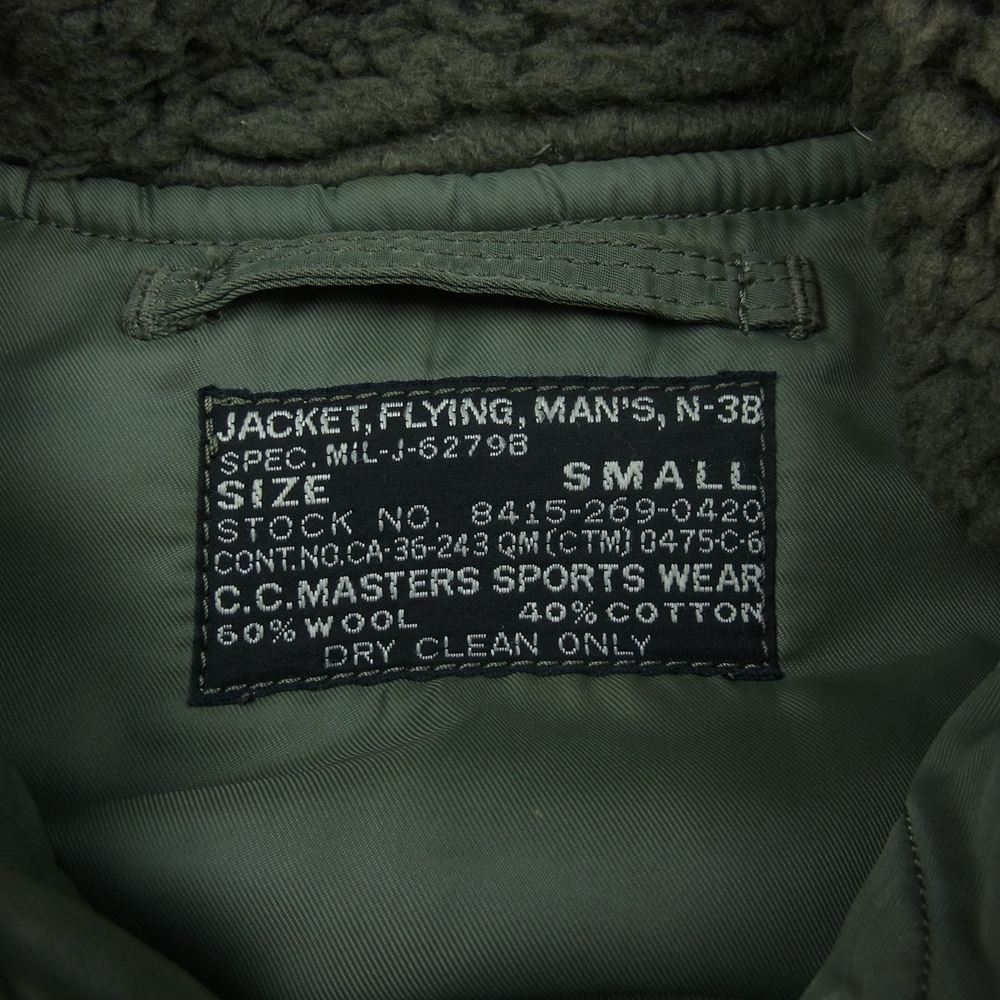 JACKET, FLYING, MAN'S, N-3B
SPEC. MIL-J-6279B
SIZE SMALL
STOCK NO. 8415-269-0420
CONT.NO.CA-36-243 QM(CTM) 0475-C-6
C.C.MASTERS SPORTS WEAR
60% WOOL 40% COTTON
DRY CLEAN ONLY